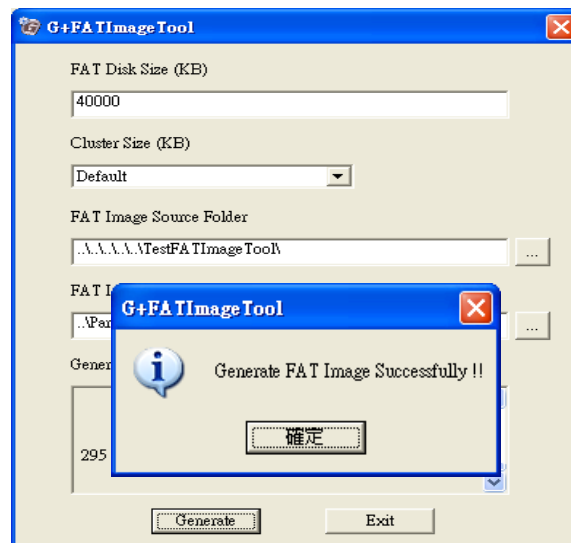 G+FATImageTool
FAT Disk Size (KB)
40000
Cluster Size (KB)
Default
FAT Image Source Folder
..\..\..\..\..\TestFATImageTool\
...
FAT I
..\Par
...
G+FATImageTool
Generate FAT Image Successfully !!
確定
Gener
295
Generate
Exit